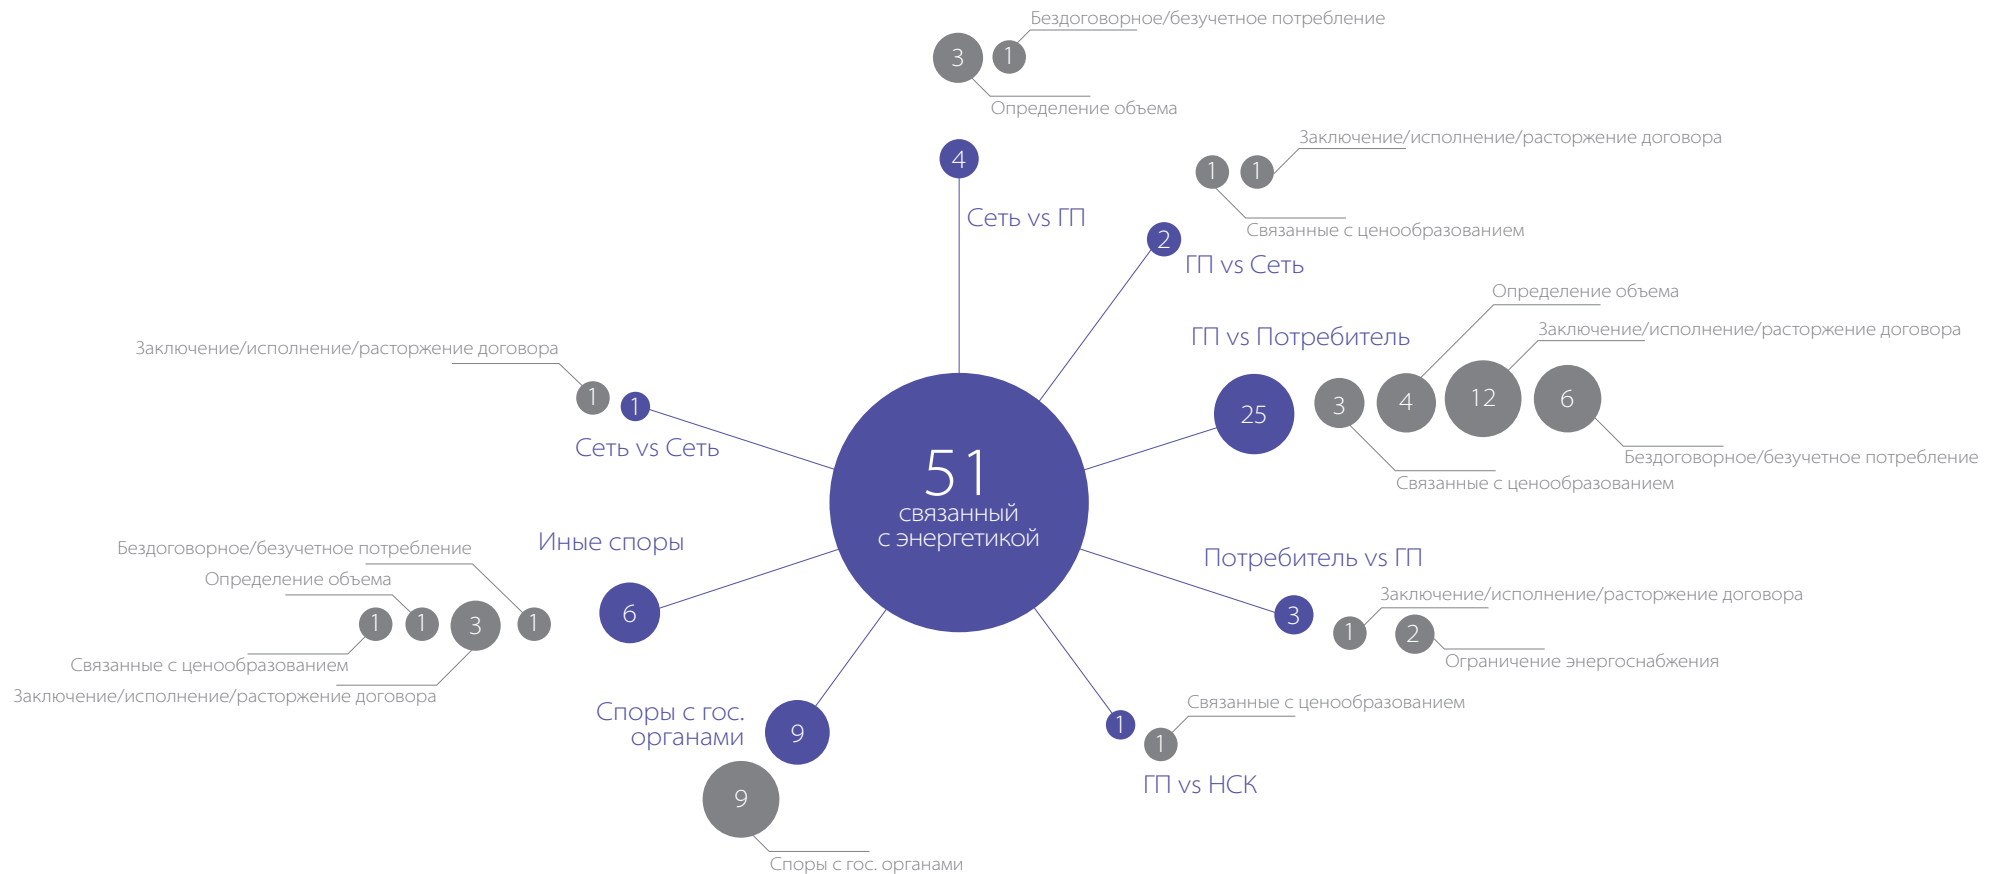 Бездоговорное/безучетное потребление
3
1
Определение объема
4
Сеть vs ГП
Заключение/исполнение/расторжение договора
1
1
Связанные с ценообразованием
2
ГП vs Сеть
Определение объема
Заключение/исполнение/расторжение договора
ГП vs Потребитель
25
3
4
12
6
Бездоговорное/безучетное потребление
Связанные с ценообразованием
Заключение/исполнение/расторжение договора
1
1
Сеть vs Сеть
51
связанный
с энергетикой
Иные споры
Бездоговорное/безучетное потребление
Определение объема
6
1
1
3
1
Связанные с ценообразованием
Заключение/исполнение/расторжение договора
Потребитель vs ГП
Заключение/исполнение/расторжение договора
3
1
2
Ограничение энергоснабжения
Связанные с ценообразованием
1
1
ГП vs НСК
Споры с гос.
органами
9
9
Споры с гос. органами